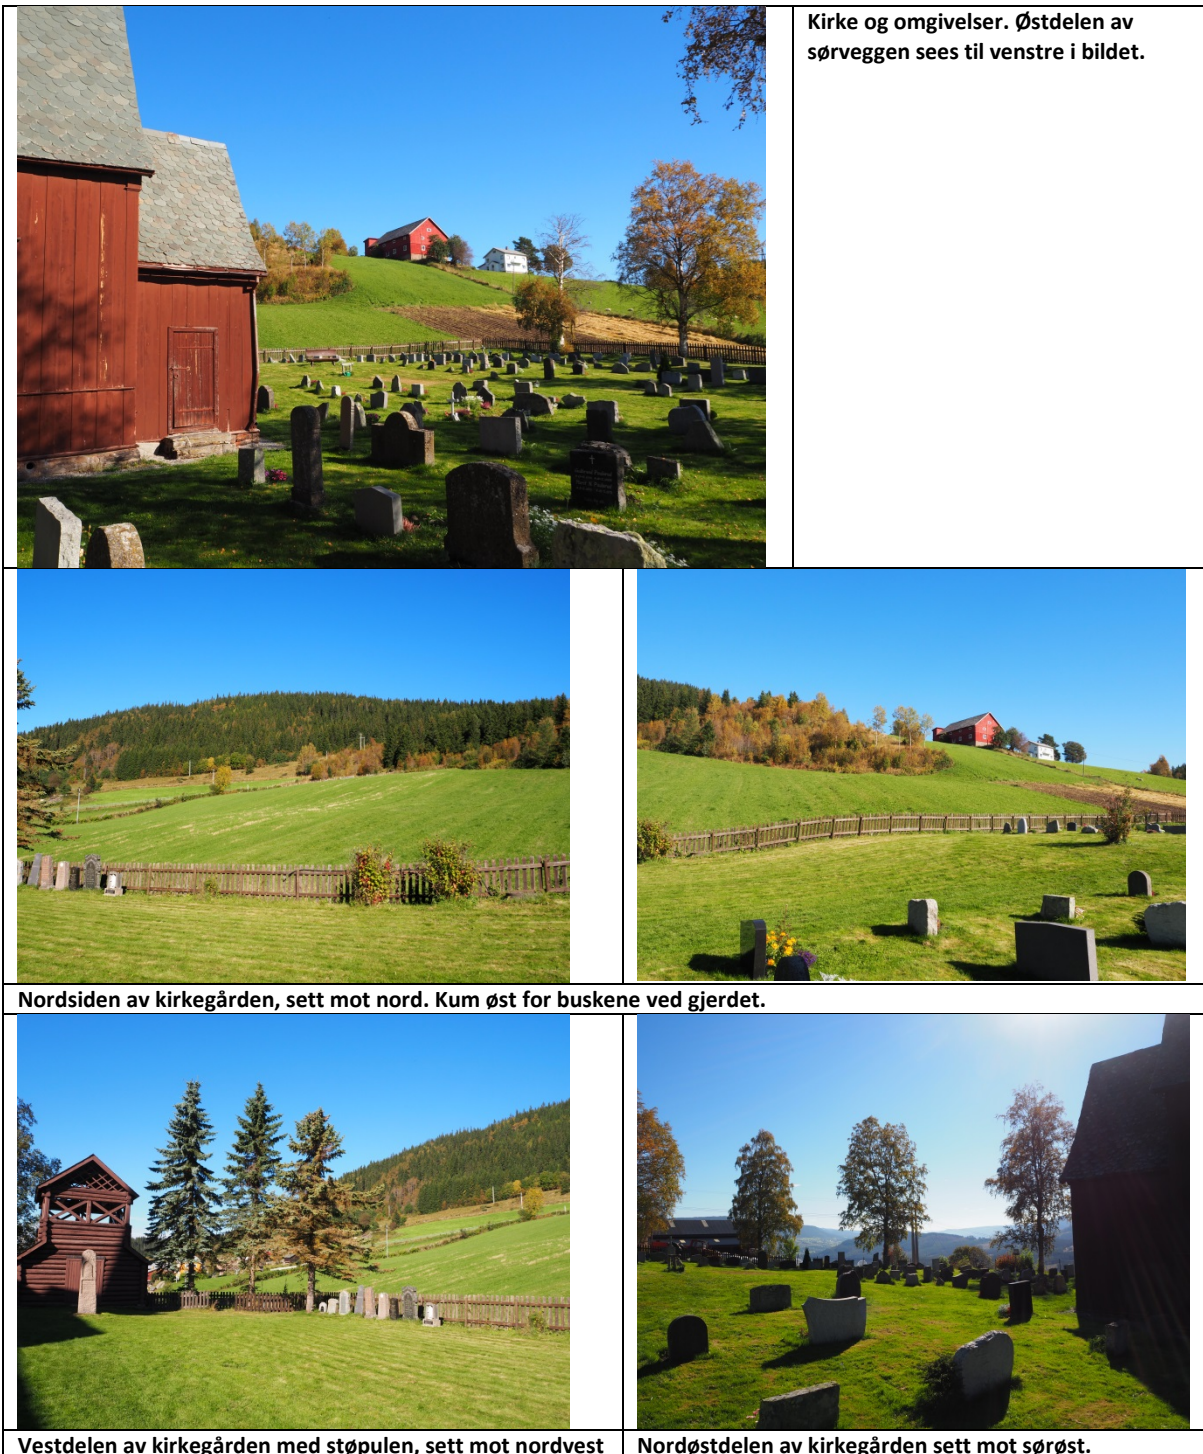 Kirke og omgivelser. Østdelen av
sørveggen sees til venstre i bildet.
Nordsiden av kirkegården, sett mot nord. Kum øst for buskene ved gjerdet.
Vestdelen av kirkegården med støpulen, sett mot nordvest
Nordøstdelen av kirkegården sett mot sørøst.